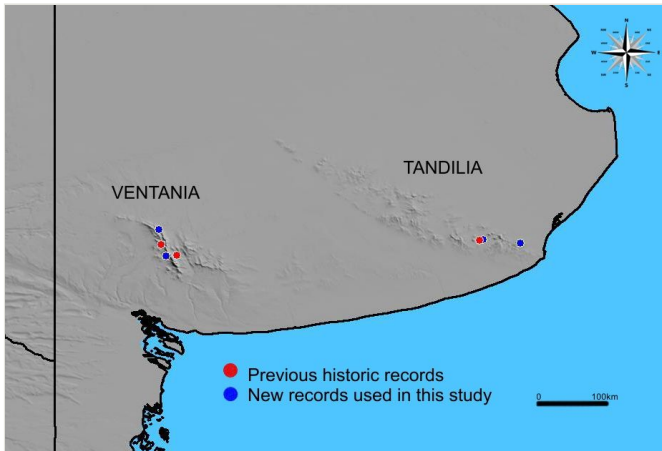 N
W
E
S
TANDILIA
VENTANIA
Previous historic records
New records used in this study
0 100km